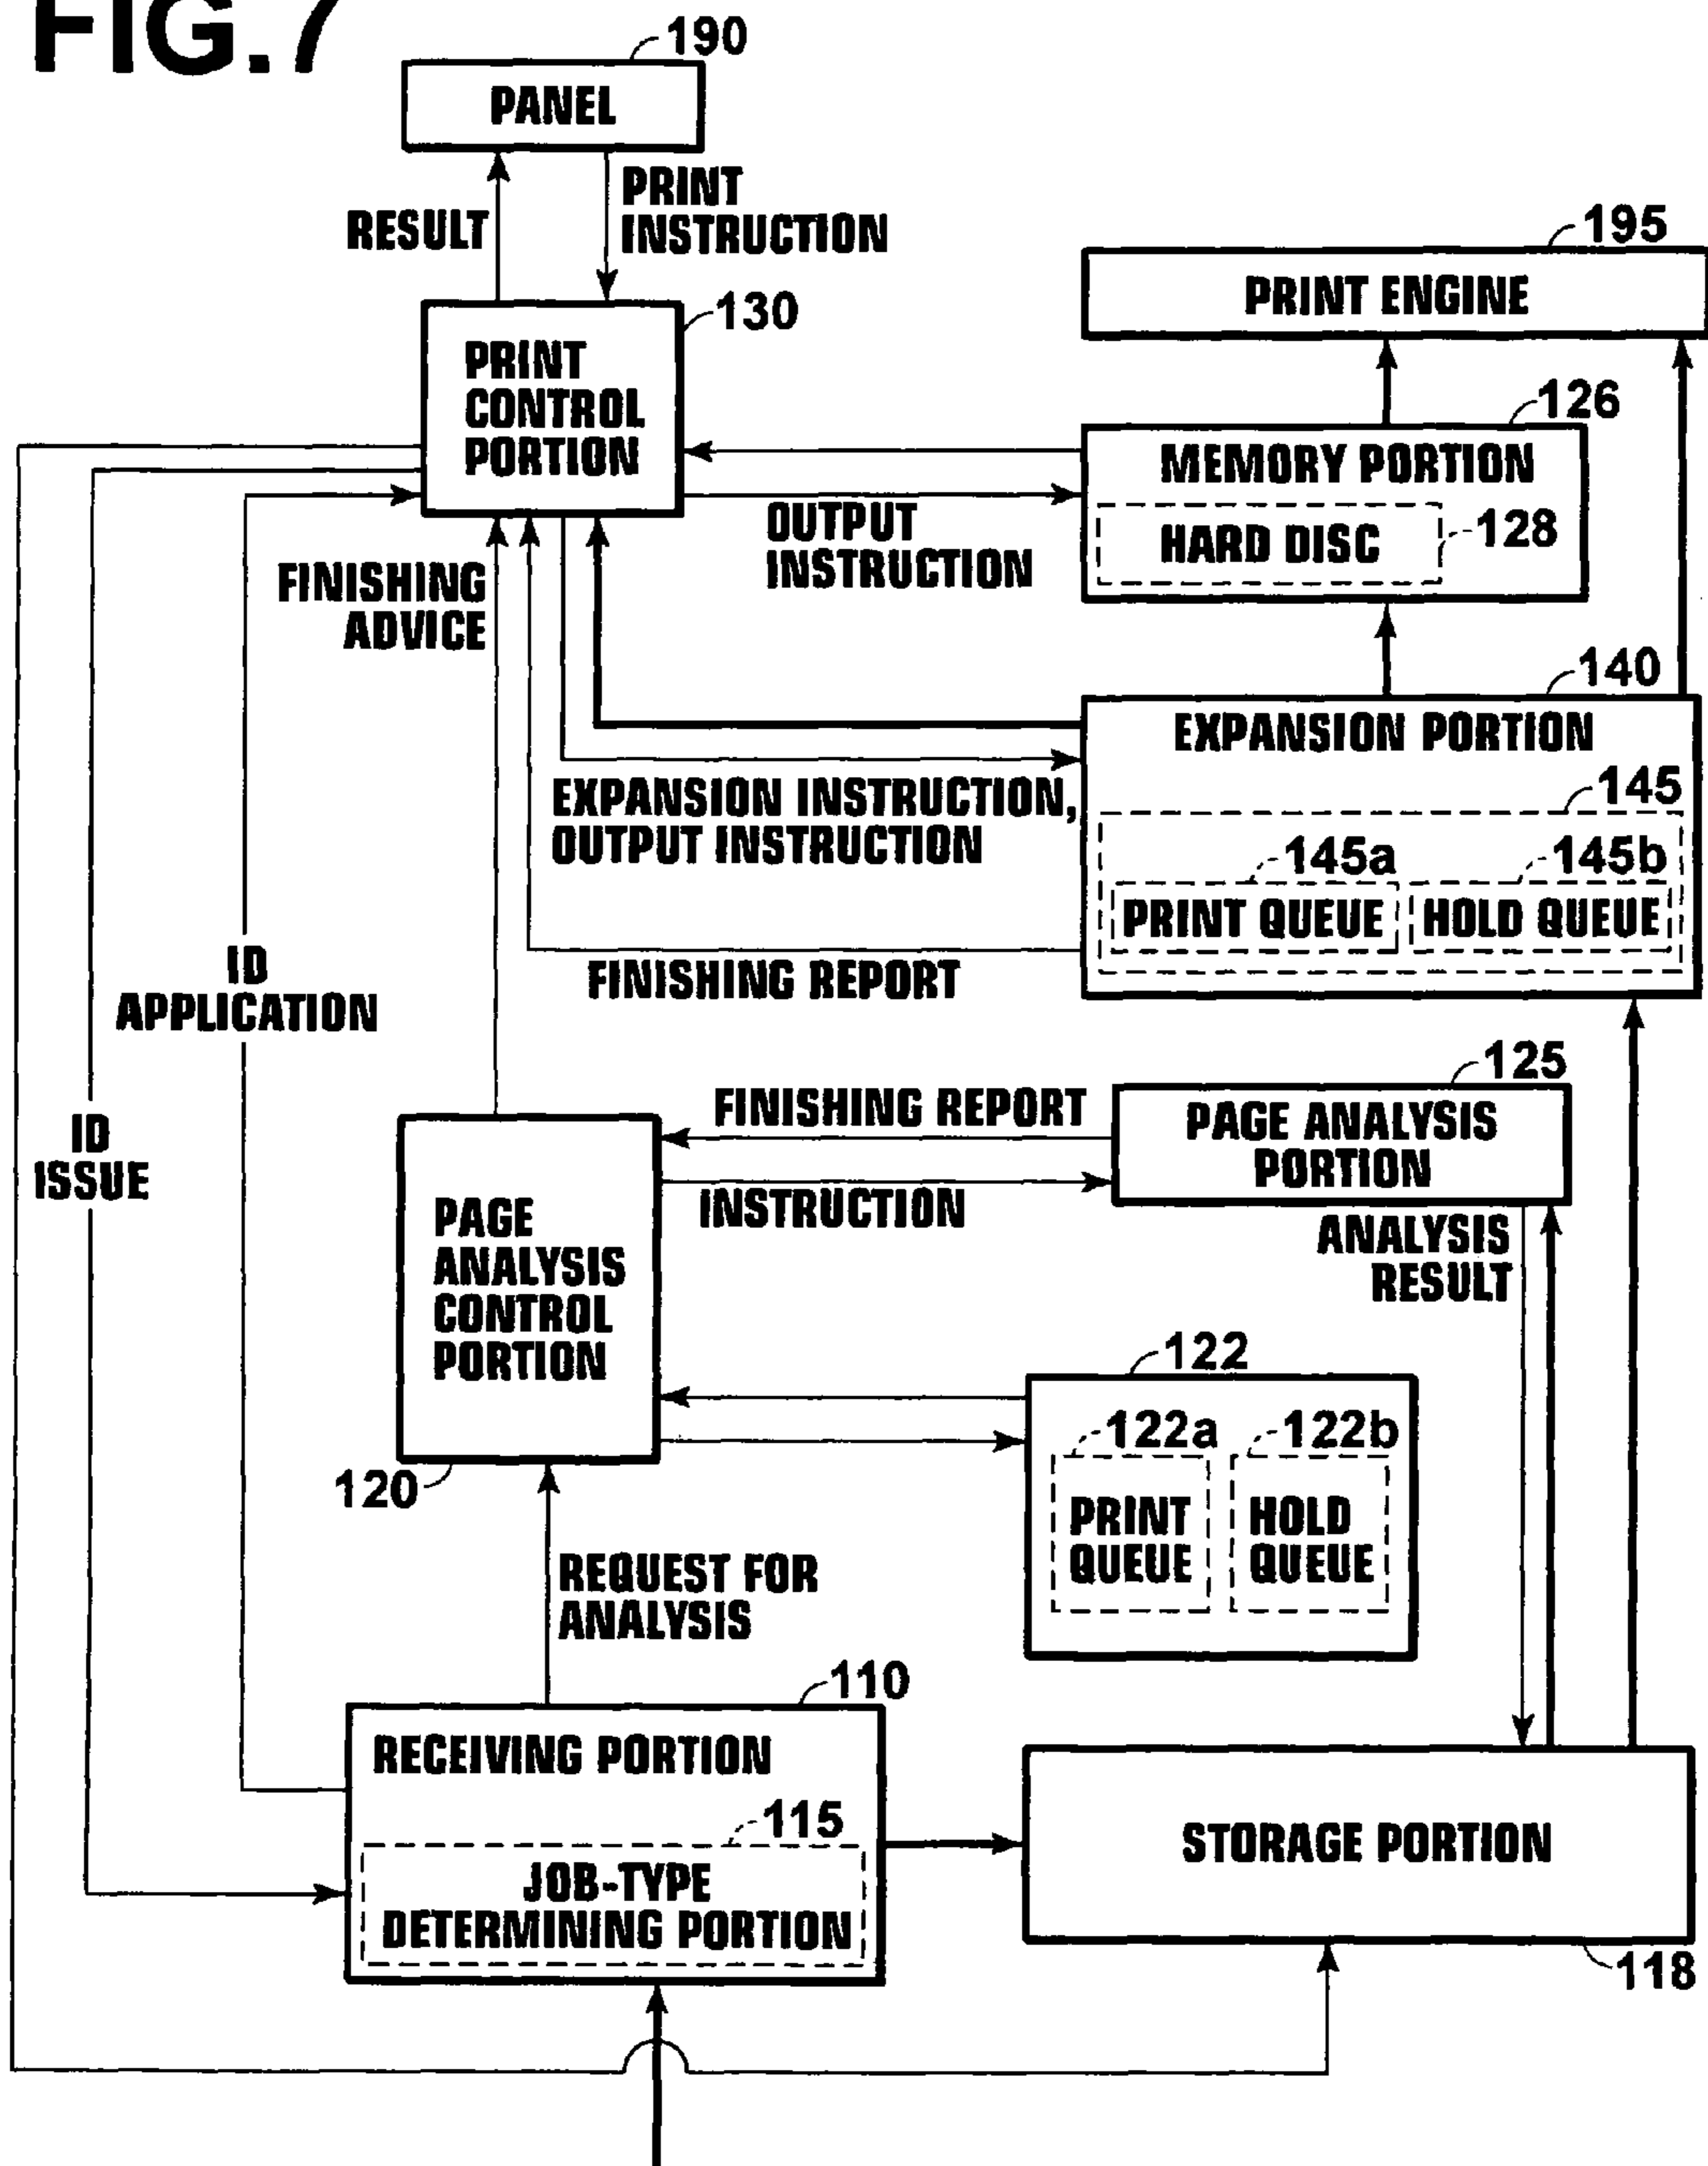 FIG.7
190
PANEL
RESULT
PRINT
INSTRUCTION
195
PRINT ENGINE
130
PRINT
CONTROL
PORTION
126
MEMORY PORTION
HARD DISC
128
OUTPUT
INSTRUCTION
FINISHING
ADVICE
140
EXPANSION PORTION
145
145a
145b
PRINT QUEUE
HOLD QUEUE
EXPANSION INSTRUCTION,
OUTPUT INSTRUCTION
FINISHING REPORT
ID
APPLICATION
ID
ISSUE
125
PAGE ANALYSIS
PORTION
FINISHING REPORT
INSTRUCTION
ANALYSIS
RESULT
PAGE
ANALYSIS
CONTROL
PORTION
120
122
122a
122b
PRINT
QUEUE
HOLD
QUEUE
REQUEST FOR
ANALYSIS
110
RECEIVING PORTION
115
JOB-TYPE
DETERMINING PORTION
STORAGE PORTION
118